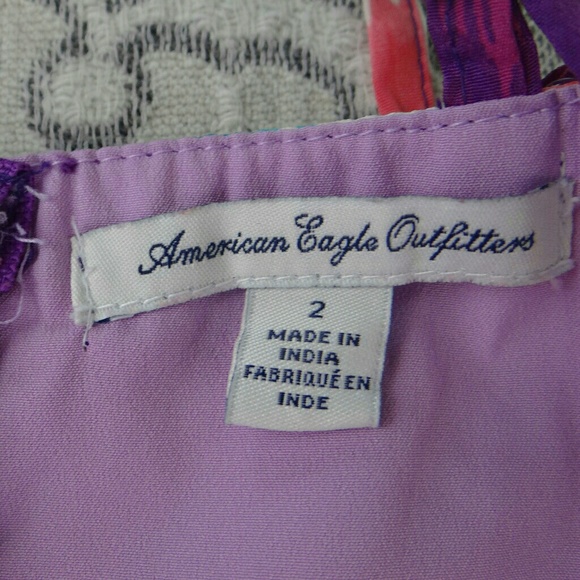 American Eagle Outfitters
2
MADE IN
INDIA
FABRIQUÉ EN
INDE